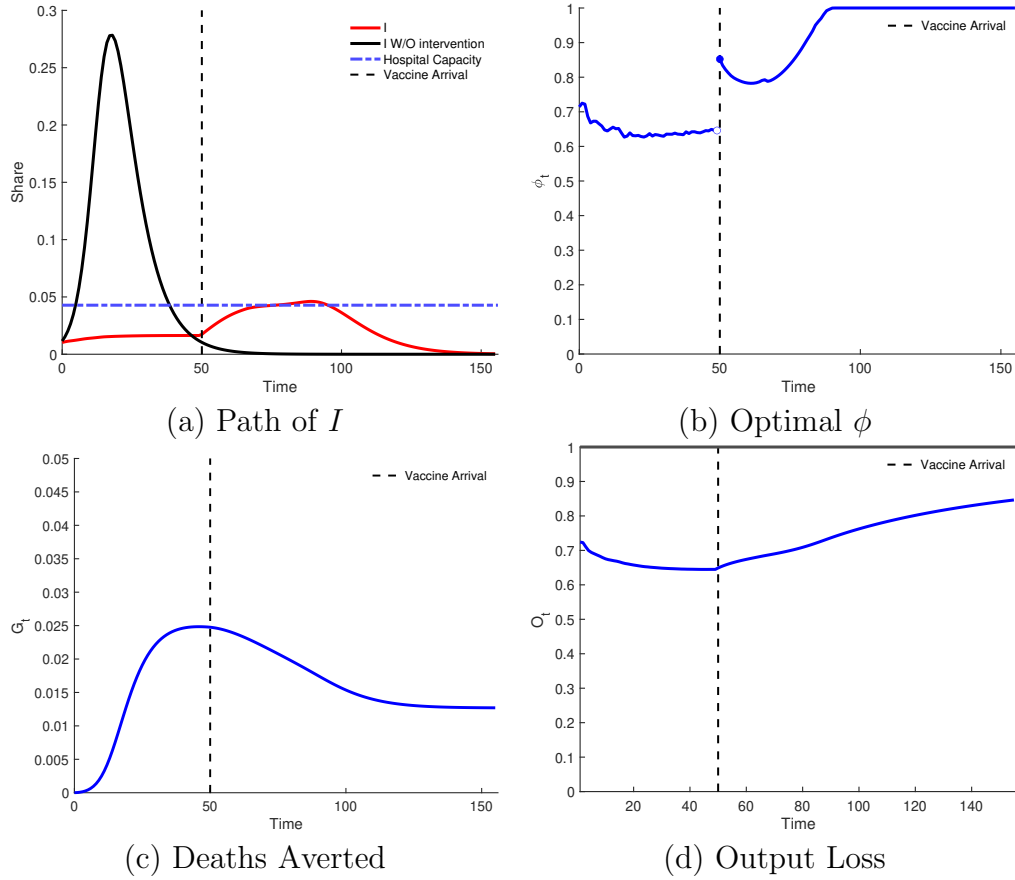 0.3
0.25
0.2
0.15
0.1
0.05
0
Share
0 50 100 150
Time
I
I W/O intervention
Hospital Capacity
Vaccine Arrival
(a) Path of I
1
0.9
0.8
0.7
0.6
0.5
0.4
0.3
0.2
0.1
0
ϕ_t
0 50 100 150
Time
Vaccine Arrival
(b) Optimal ϕ
0.05
0.045
0.04
0.035
0.03
0.025
0.02
0.015
0.01
0.005
0
G_t
0 50 100 150
Time
Vaccine Arrival
(c) Deaths Averted
1
0.9
0.8
0.7
0.6
0.5
0.4
0.3
0.2
0.1
0
O_t
20 40 60 80 100 120 140
Time
Vaccine Arrival
(d) Output Loss